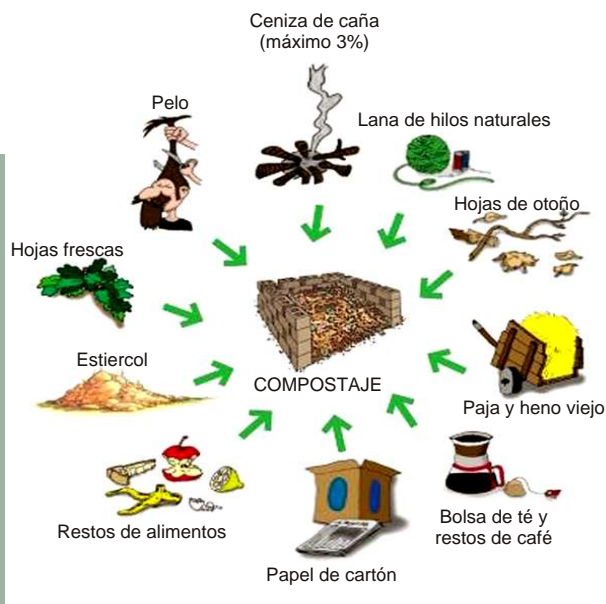 Ceniza de caña
(máximo 3%)
Pelo
Lana de hilos naturales
Hojas de otoño
Hojas frescas
Estiercol
COMPOSTAJE
Paja y heno viejo
Restos de alimentos
Bolsa de té y
restos de café
Papel de cartón